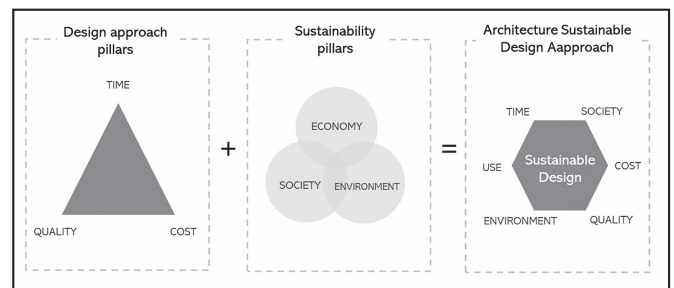 Design approach
pillars
TIME
QUALITY
COST
+
Sustainability
pillars
ECONOMY
SOCIETY
ENVIRONMENT
=
Architecture Sustainable
Design Aapproach
TIME
SOCIETY
USE
Sustainable
Design
COST
ENVIRONMENT
QUALITY